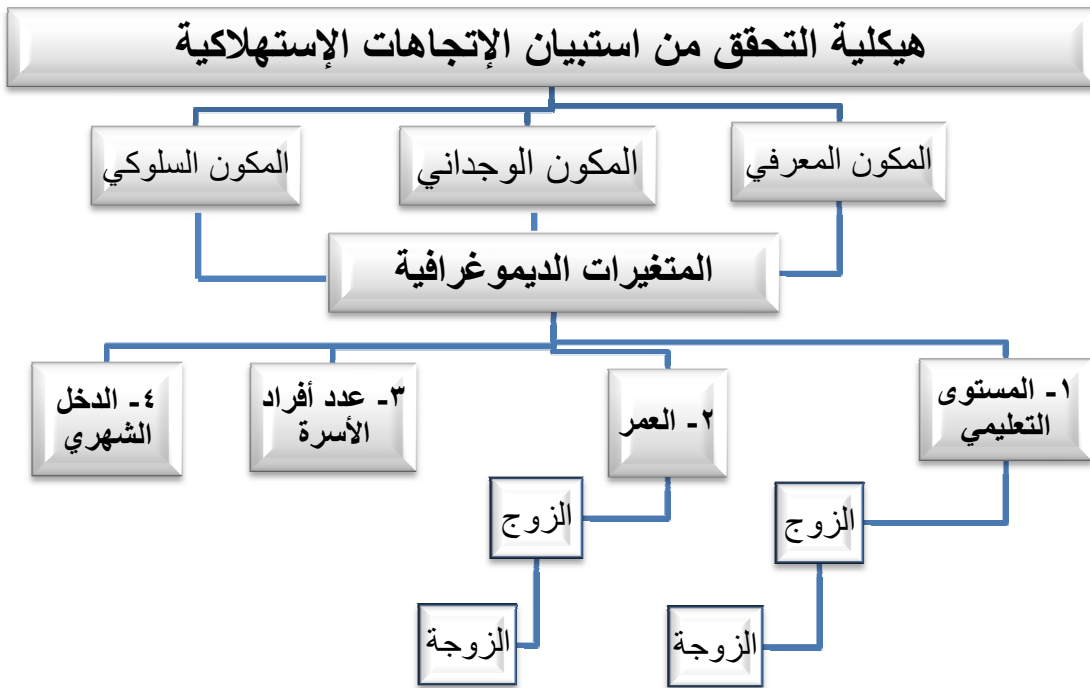 هيكلية التحقق من استبيان الإتجاهات الإستهلاكية
المكون المعرفي
المكون الوجداني
المكون السلوكي
المتغيرات الديموغرافية
١- المستوى
التعليمي
٢- العمر
٣- عدد أفراد
الأسرة
٤- الدخل
الشهري
الزوج
الزوجة
الزوج
الزوجة